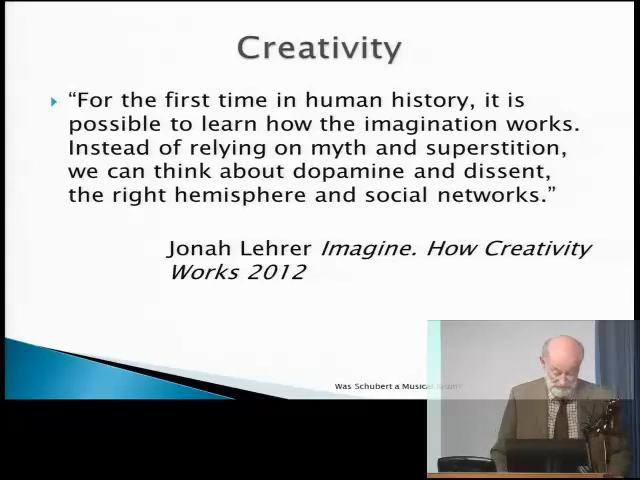 Creativity
“For the first time in human history, it is
possible to learn how the imagination works.
Instead of relying on myth and superstition,
we can think about dopamine and dissent,
the right hemisphere and social networks.”
Jonah Lehrer Imagine. How Creativity
Works 2012
Was Schubert a Musical